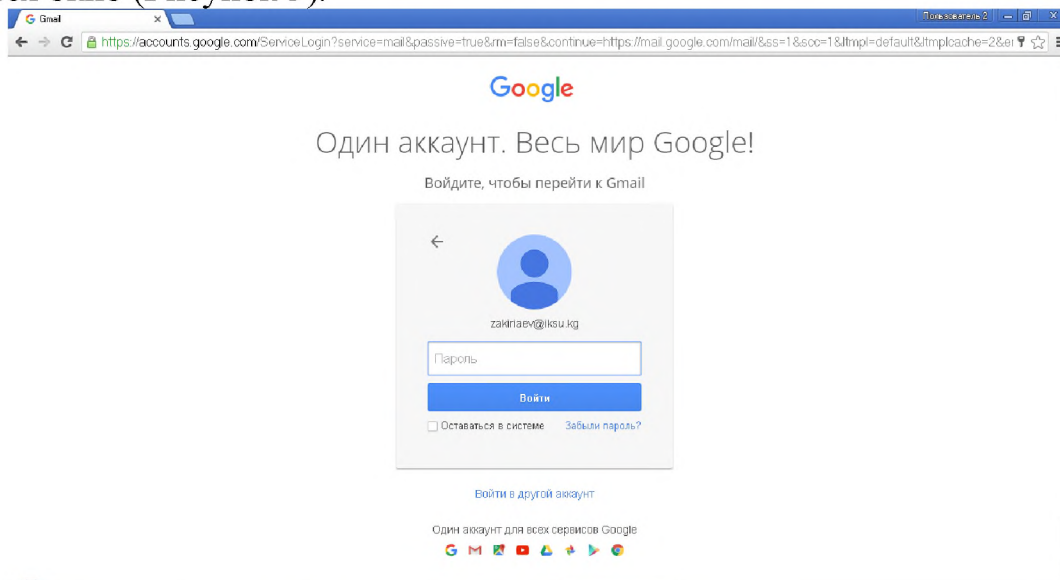 Gmail
Пользователь 2
https://accounts.google.com/ServiceLogin?service=mail&passive=true&rm=false&continue=https://mail.google.com/mail/&ss=1&scc=1&ltmpl=default&ltmplcache=2&e
Google
Один аккаунт. Весь мир Google!
Войдите, чтобы перейти к Gmail
zakiriaev@iksu.kg
Пароль
Войти
Оставаться в системе Забыли пароль?
Войти в другой аккаунт
Один аккаунт для всех сервисов Google